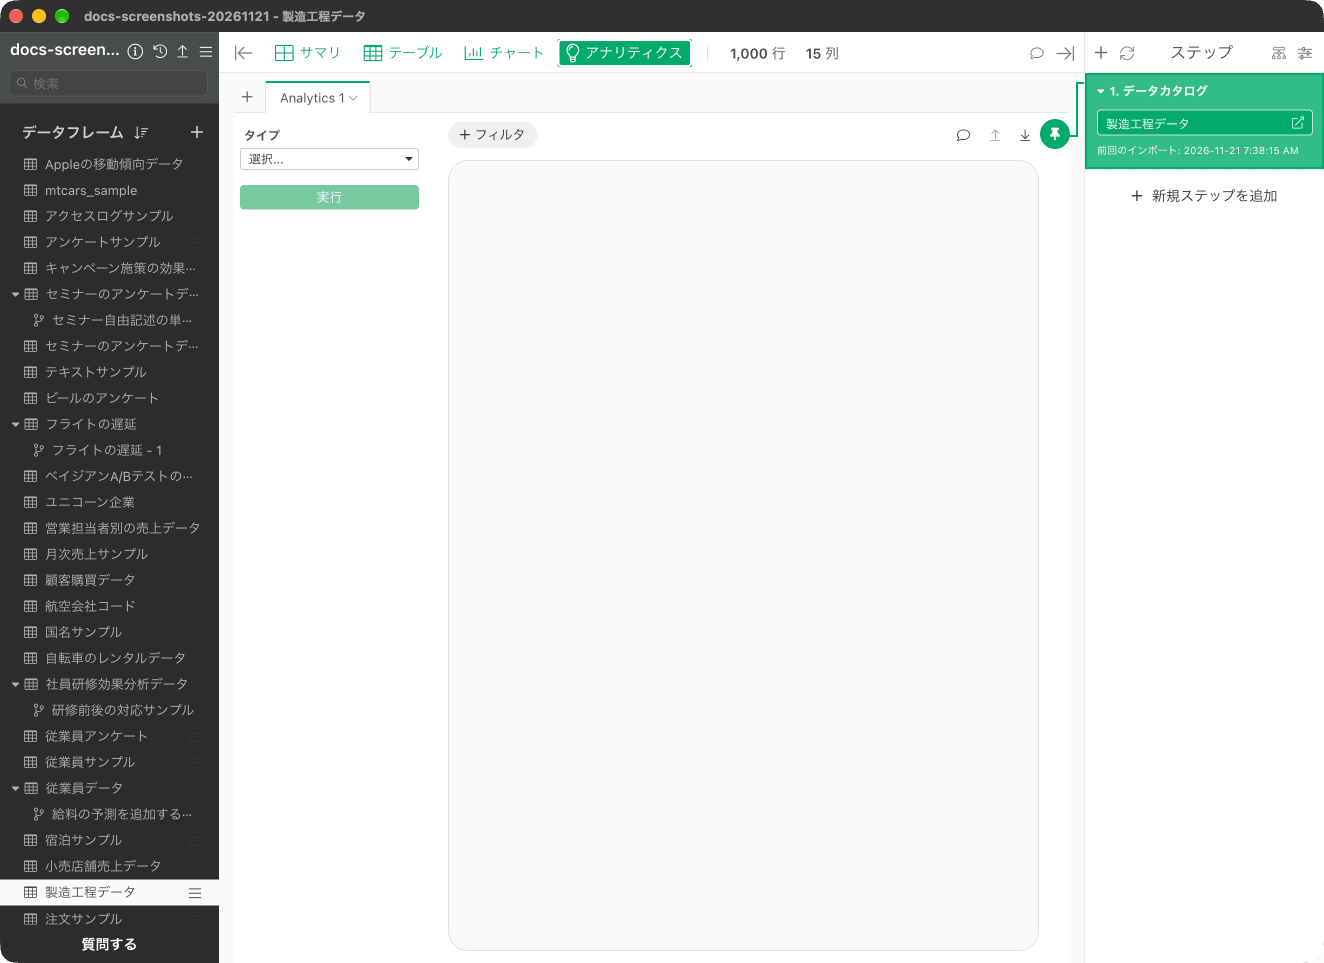 docs-screenshots-20261121 - 製造工程データ
docs-screen...
検索
データフレーム
Appleの移動傾向データ
mtcars_sample
アクセスログサンプル
アンケートサンプル
キャンペーン施策の効果…
セミナーのアンケートデ…
セミナー自由記述の単…
セミナーのアンケートデ…
テキストサンプル
ビールのアンケート
フライトの遅延
フライトの遅延 - 1
ベイジアンA/Bテストの…
ユニコーン企業
営業担当者別の売上データ
月次売上サンプル
顧客購買データ
航空会社コード
国名サンプル
自転車のレンタルデータ
社員研修効果分析データ
研修前後の対応サンプル
従業員アンケート
従業員サンプル
従業員データ
給料の予測を追加する…
宿泊サンプル
小売店舗売上データ
製造工程データ
注文サンプル
質問する
サマリ テーブル チャート アナリティクス 1,000 行 15 列
Analytics 1
タイプ
選択...
実行
フィルタ
ステップ
1. データカタログ
製造工程データ
前回のインポート: 2026-11-21 7:38:15 AM
新規ステップを追加